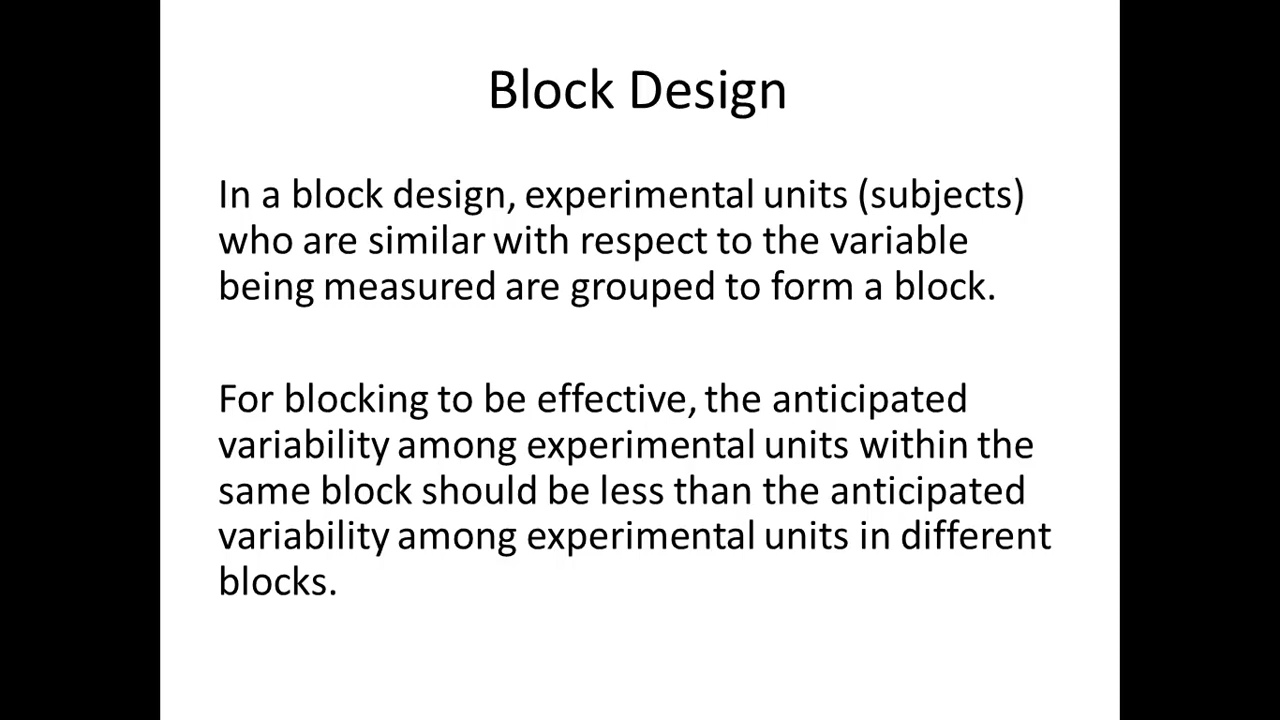 Block Design
In a block design, experimental units (subjects)
who are similar with respect to the variable
being measured are grouped to form a block.
For blocking to be effective, the anticipated
variability among experimental units within the
same block should be less than the anticipated
variability among experimental units in different
blocks.